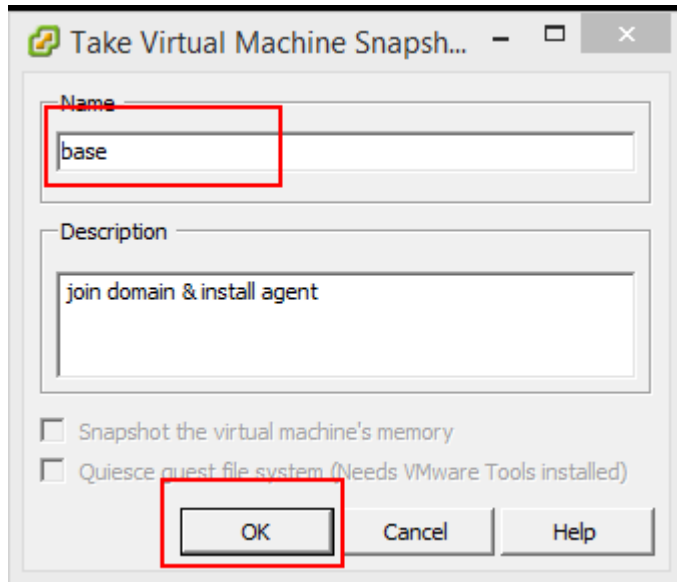 Take Virtual Machine Snapsh...
Name
base
Description
join domain & install agent
Snapshot the virtual machine's memory
Quiesce guest file system (Needs VMware Tools installed)
OK Cancel Help